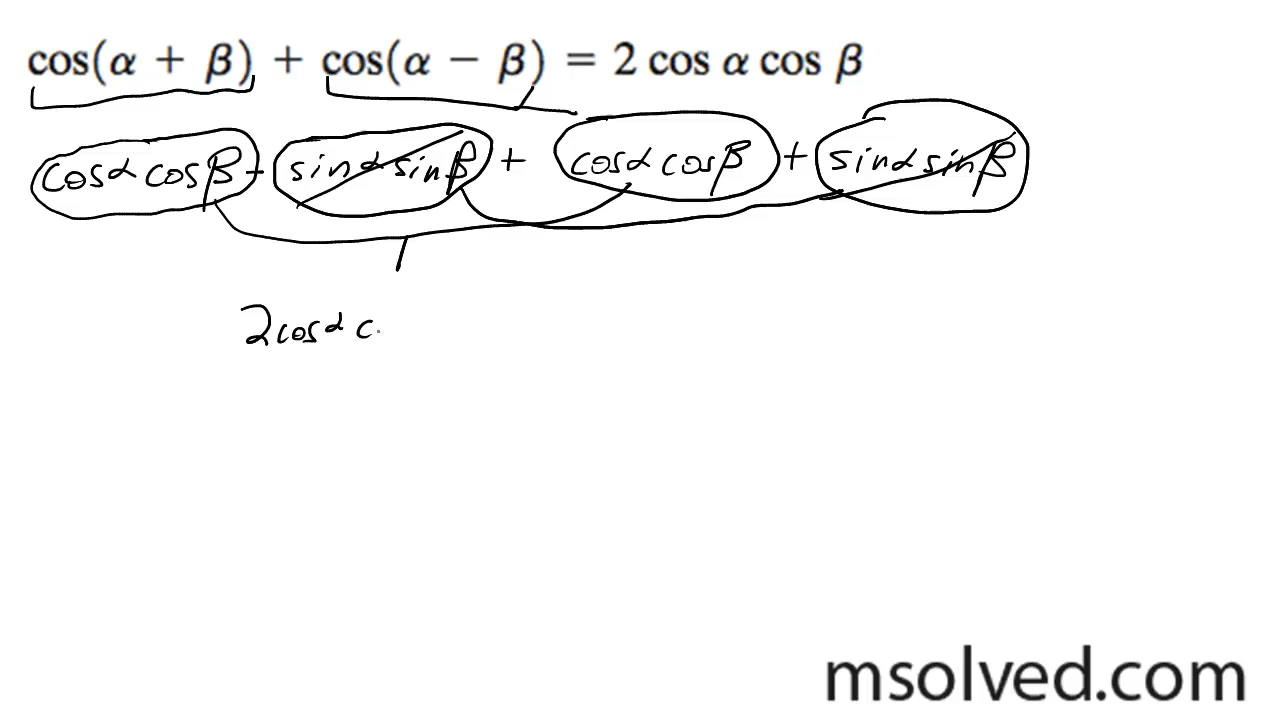 cos(α + β) + cos(α − β) = 2 cos α cos β
cosα cosβ - sinα sinβ + cosα cosβ + sinα sinβ
2cosα c
msolved.com